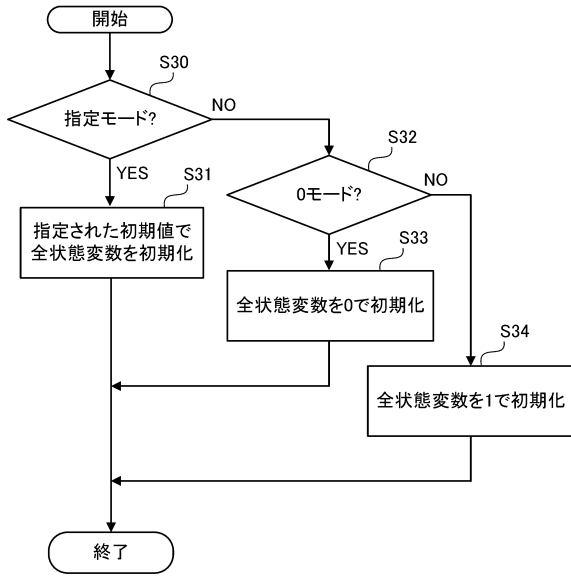 開始
S30
指定モード?
NO
YES
S31
指定された初期値で
全状態変数を初期化
S32
0モード?
NO
YES
S33
全状態変数を0で初期化
S34
全状態変数を1で初期化
終了